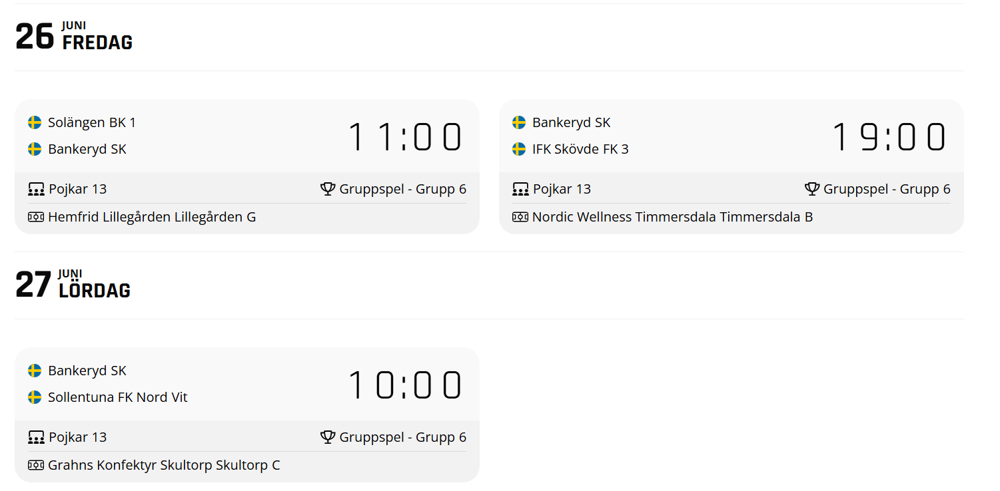 26 JUNI
FREDAG
Solängen BK 1
Bankeryd SK
11:00
Pojkar 13
Gruppspel - Grupp 6
Hemfrid Lillegården Lillegården G
Bankeryd SK
IFK Skövde FK 3
19:00
Pojkar 13
Gruppspel - Grupp 6
Nordic Wellness Timmersdala Timmersdala B
27 JUNI
LÖRDAG
Bankeryd SK
Sollentuna FK Nord Vit
10:00
Pojkar 13
Gruppspel - Grupp 6
Grahns Konfektyr Skultorp Skultorp C